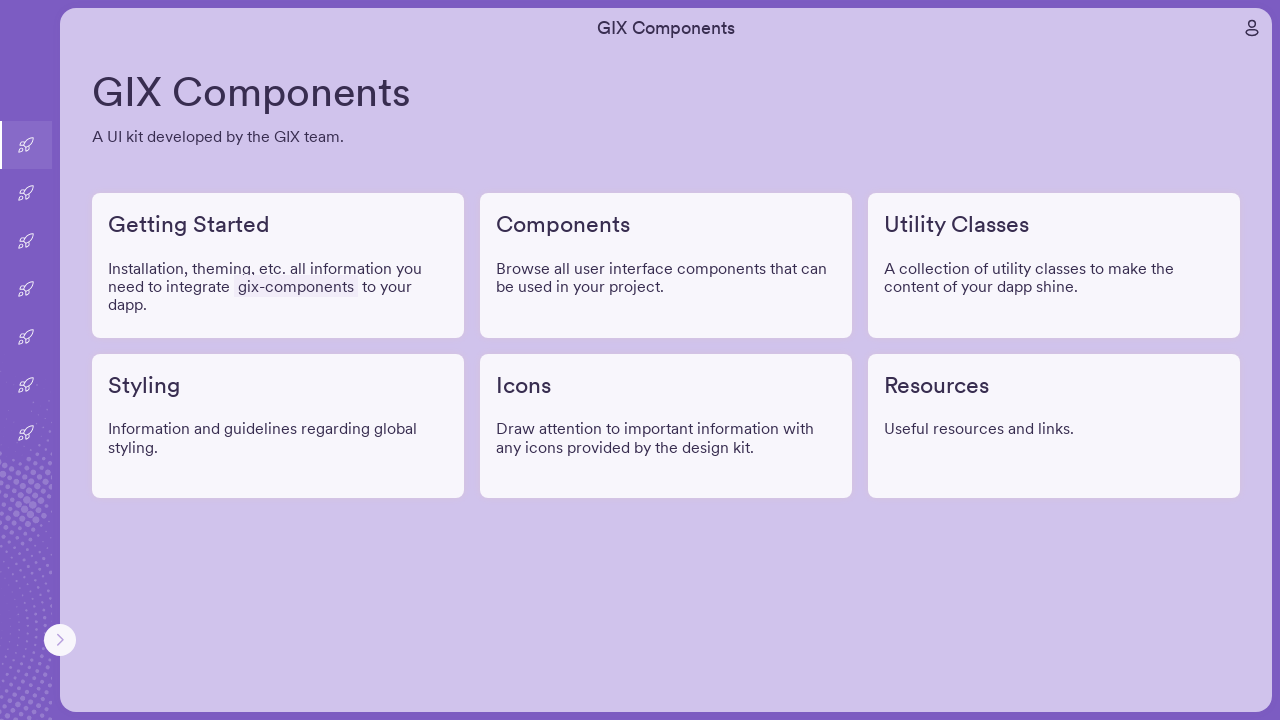 GIX Components
GIX Components
A UI kit developed by the GIX team.
Getting Started
Installation, theming, etc. all information you
need to integrate gix-components to your
dapp.
Components
Browse all user interface components that can
be used in your project.
Utility Classes
A collection of utility classes to make the
content of your dapp shine.
Styling
Information and guidelines regarding global
styling.
Icons
Draw attention to important information with
any icons provided by the design kit.
Resources
Useful resources and links.